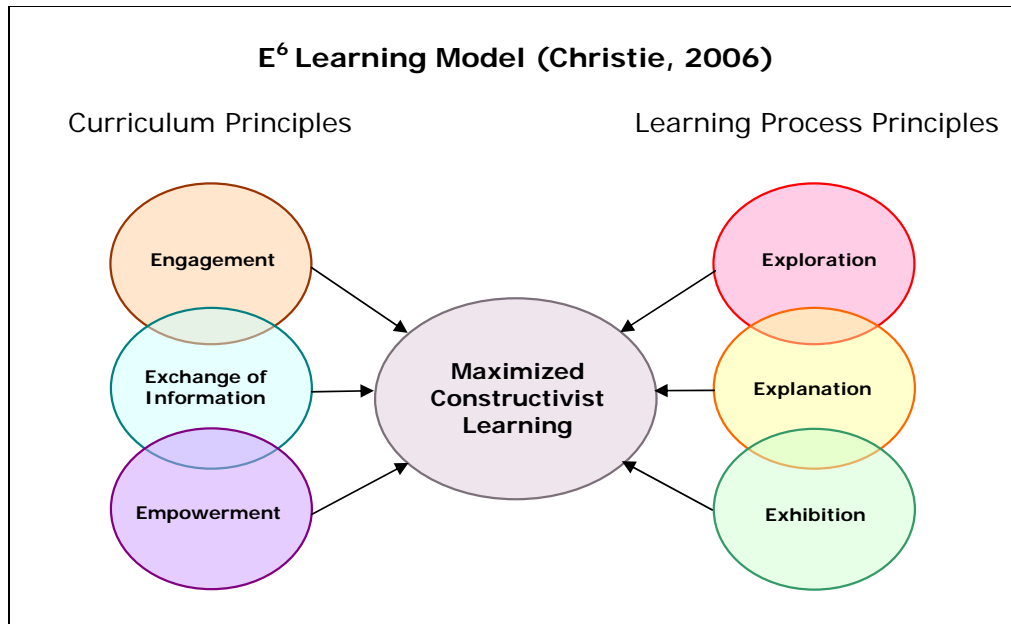 E⁶ Learning Model (Christie, 2006)
Curriculum Principles
Learning Process Principles
Engagement
Exchange of
Information
Empowerment
Maximized
Constructivist
Learning
Exploration
Explanation
Exhibition